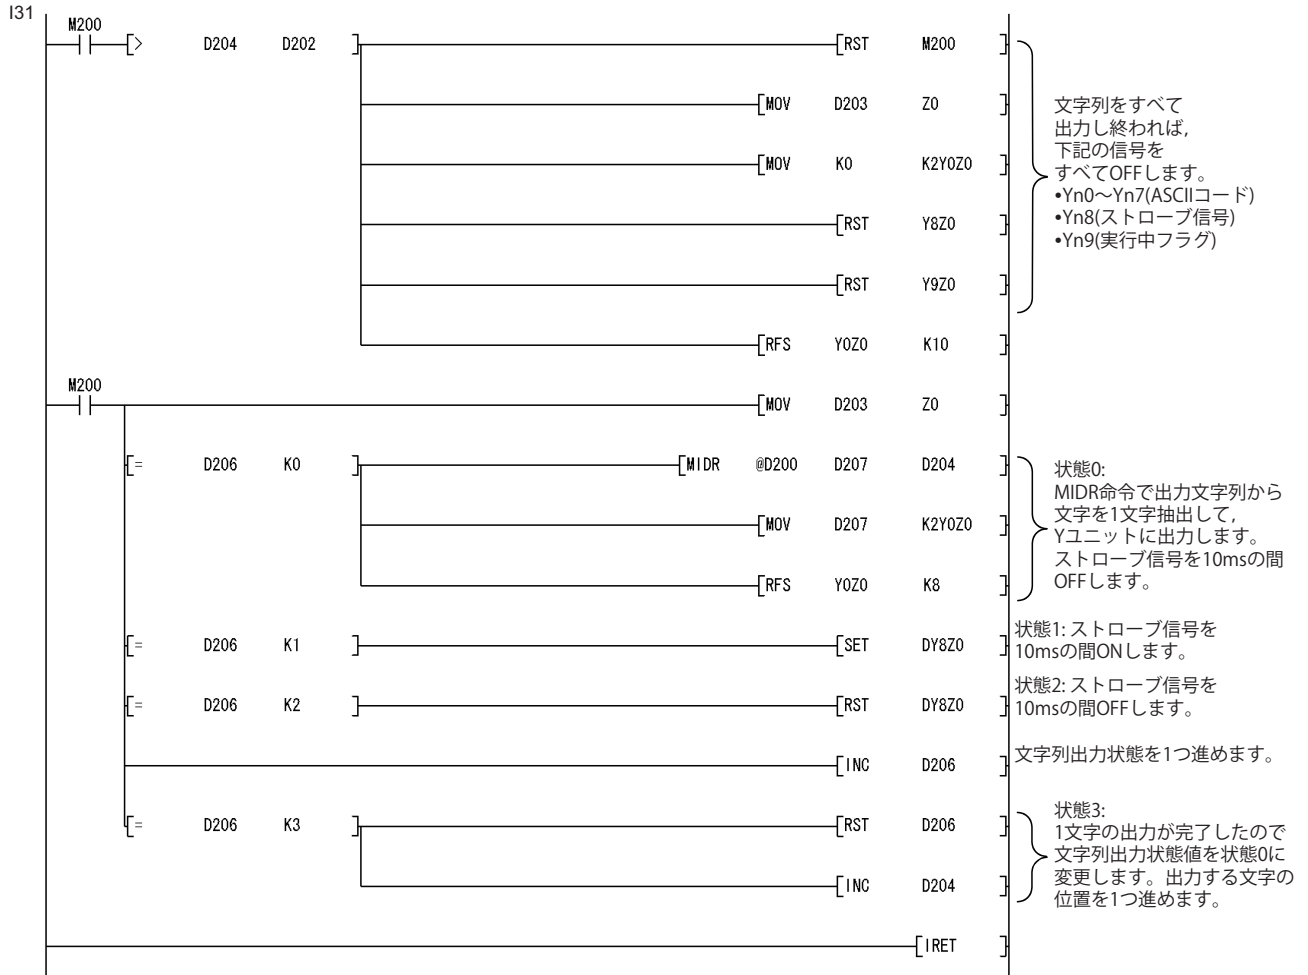 I31
M200
[> D204 D202 ] [RST M200 ]
[MOV D203 Z0 ]
[MOV K0 K2Y0Z0 ]
[RST Y8Z0 ]
[RST Y9Z0 ]
[RFS Y0Z0 K10 ]
文字列をすべて
出力し終われば,
下記の信号を
すべてOFFします。
•Yn0～Yn7(ASCIIコード)
•Yn8(ストローブ信号)
•Yn9(実行中フラグ)
M200
[MOV D203 Z0 ]
[= D206 K0 ] [MIDR @D200 D207 D204 ]
[MOV D207 K2Y0Z0 ]
[RFS Y0Z0 K8 ]
状態0:
MIDR命令で出力文字列から
文字を1文字抽出して,
Yユニットに出力します。
ストローブ信号を10msの間
OFFします。
[= D206 K1 ] [SET DY8Z0 ]
状態1: ストローブ信号を
10msの間ONします。
[= D206 K2 ] [RST DY8Z0 ]
状態2: ストローブ信号を
10msの間OFFします。
[INC D206 ]
文字列出力状態を1つ進めます。
[= D206 K3 ] [RST D206 ]
[INC D204 ]
状態3:
1文字の出力が完了したので
文字列出力状態値を状態0に
変更します。出力する文字の
位置を1つ進めます。
[IRET ]